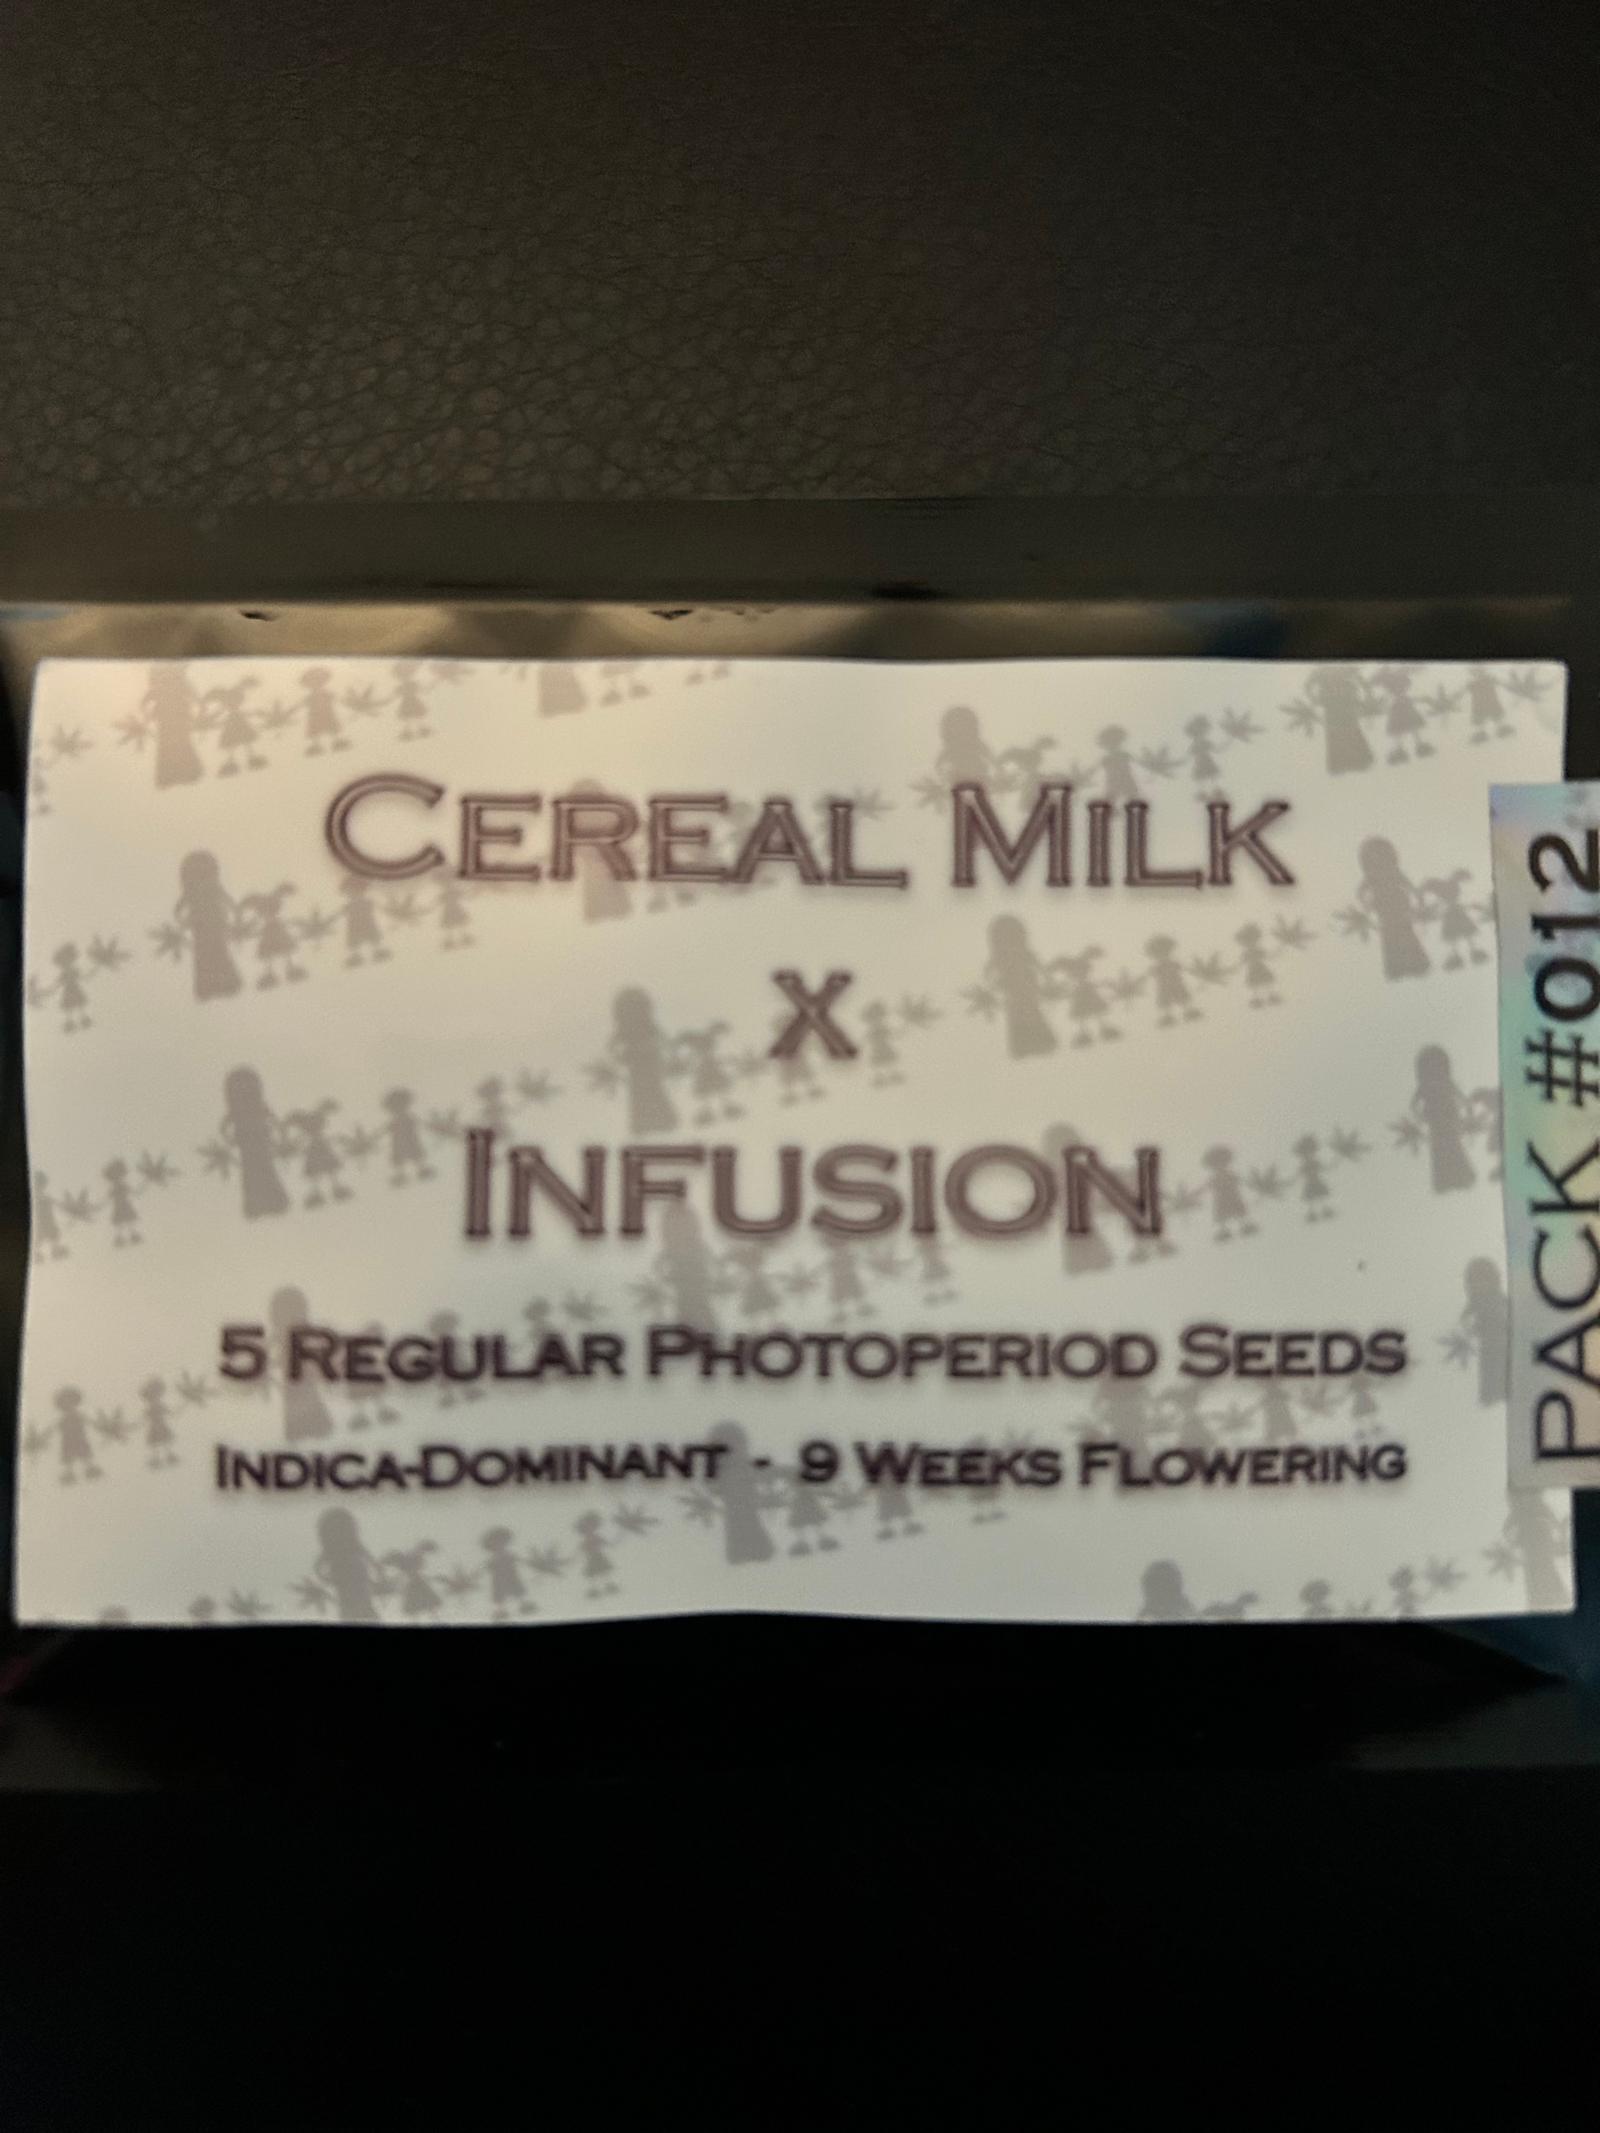 Cereal Milk
x
Infusion
5 Regular Photoperiod Seeds
Indica-Dominant - 9 Weeks Flowering
PACK #012